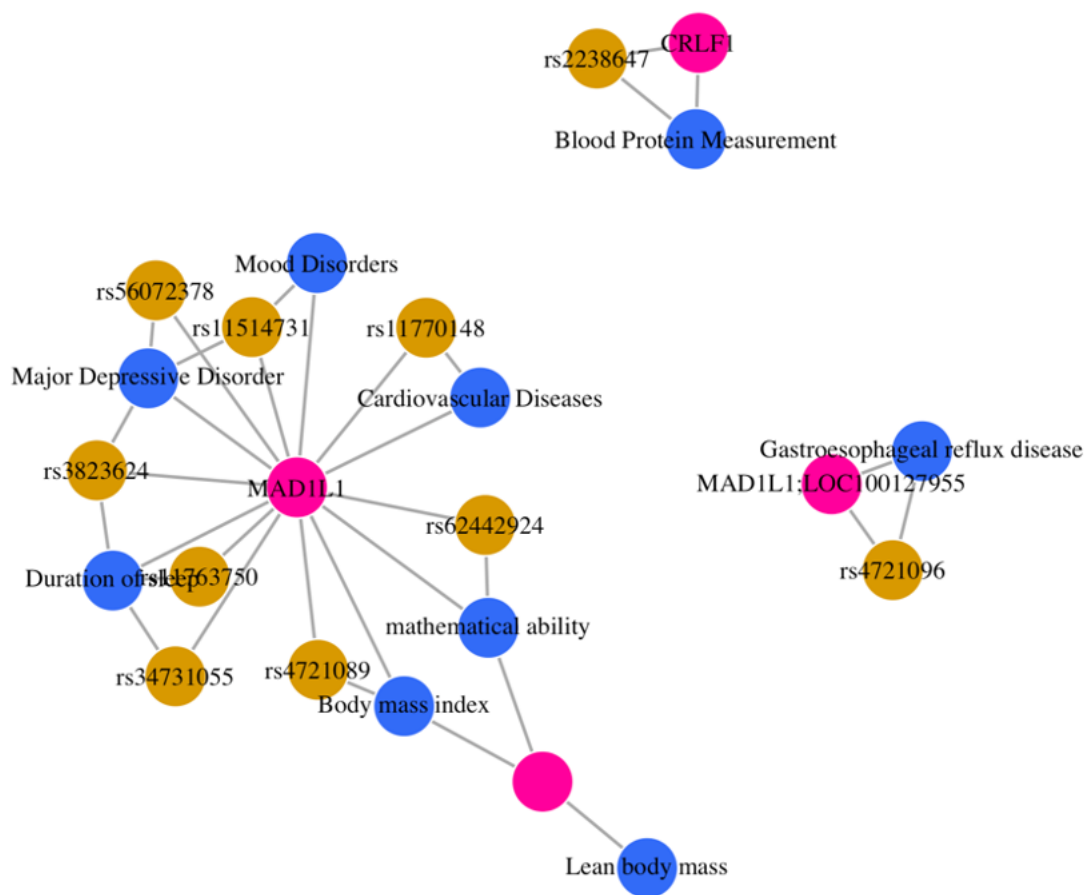 CRLF1
rs2238647
Blood Protein Measurement
Mood Disorders
rs56072378
rs11514731
rs11770148
Major Depressive Disorder
Cardiovascular Diseases
Gastroesophageal reflux disease
rs3823624
MAD1L1
MAD1L1;LOC100127955
rs62442924
rs4721096
Duration of sleep
rs11763750
mathematical ability
rs4721089
rs34731055
Body mass index
Lean body mass